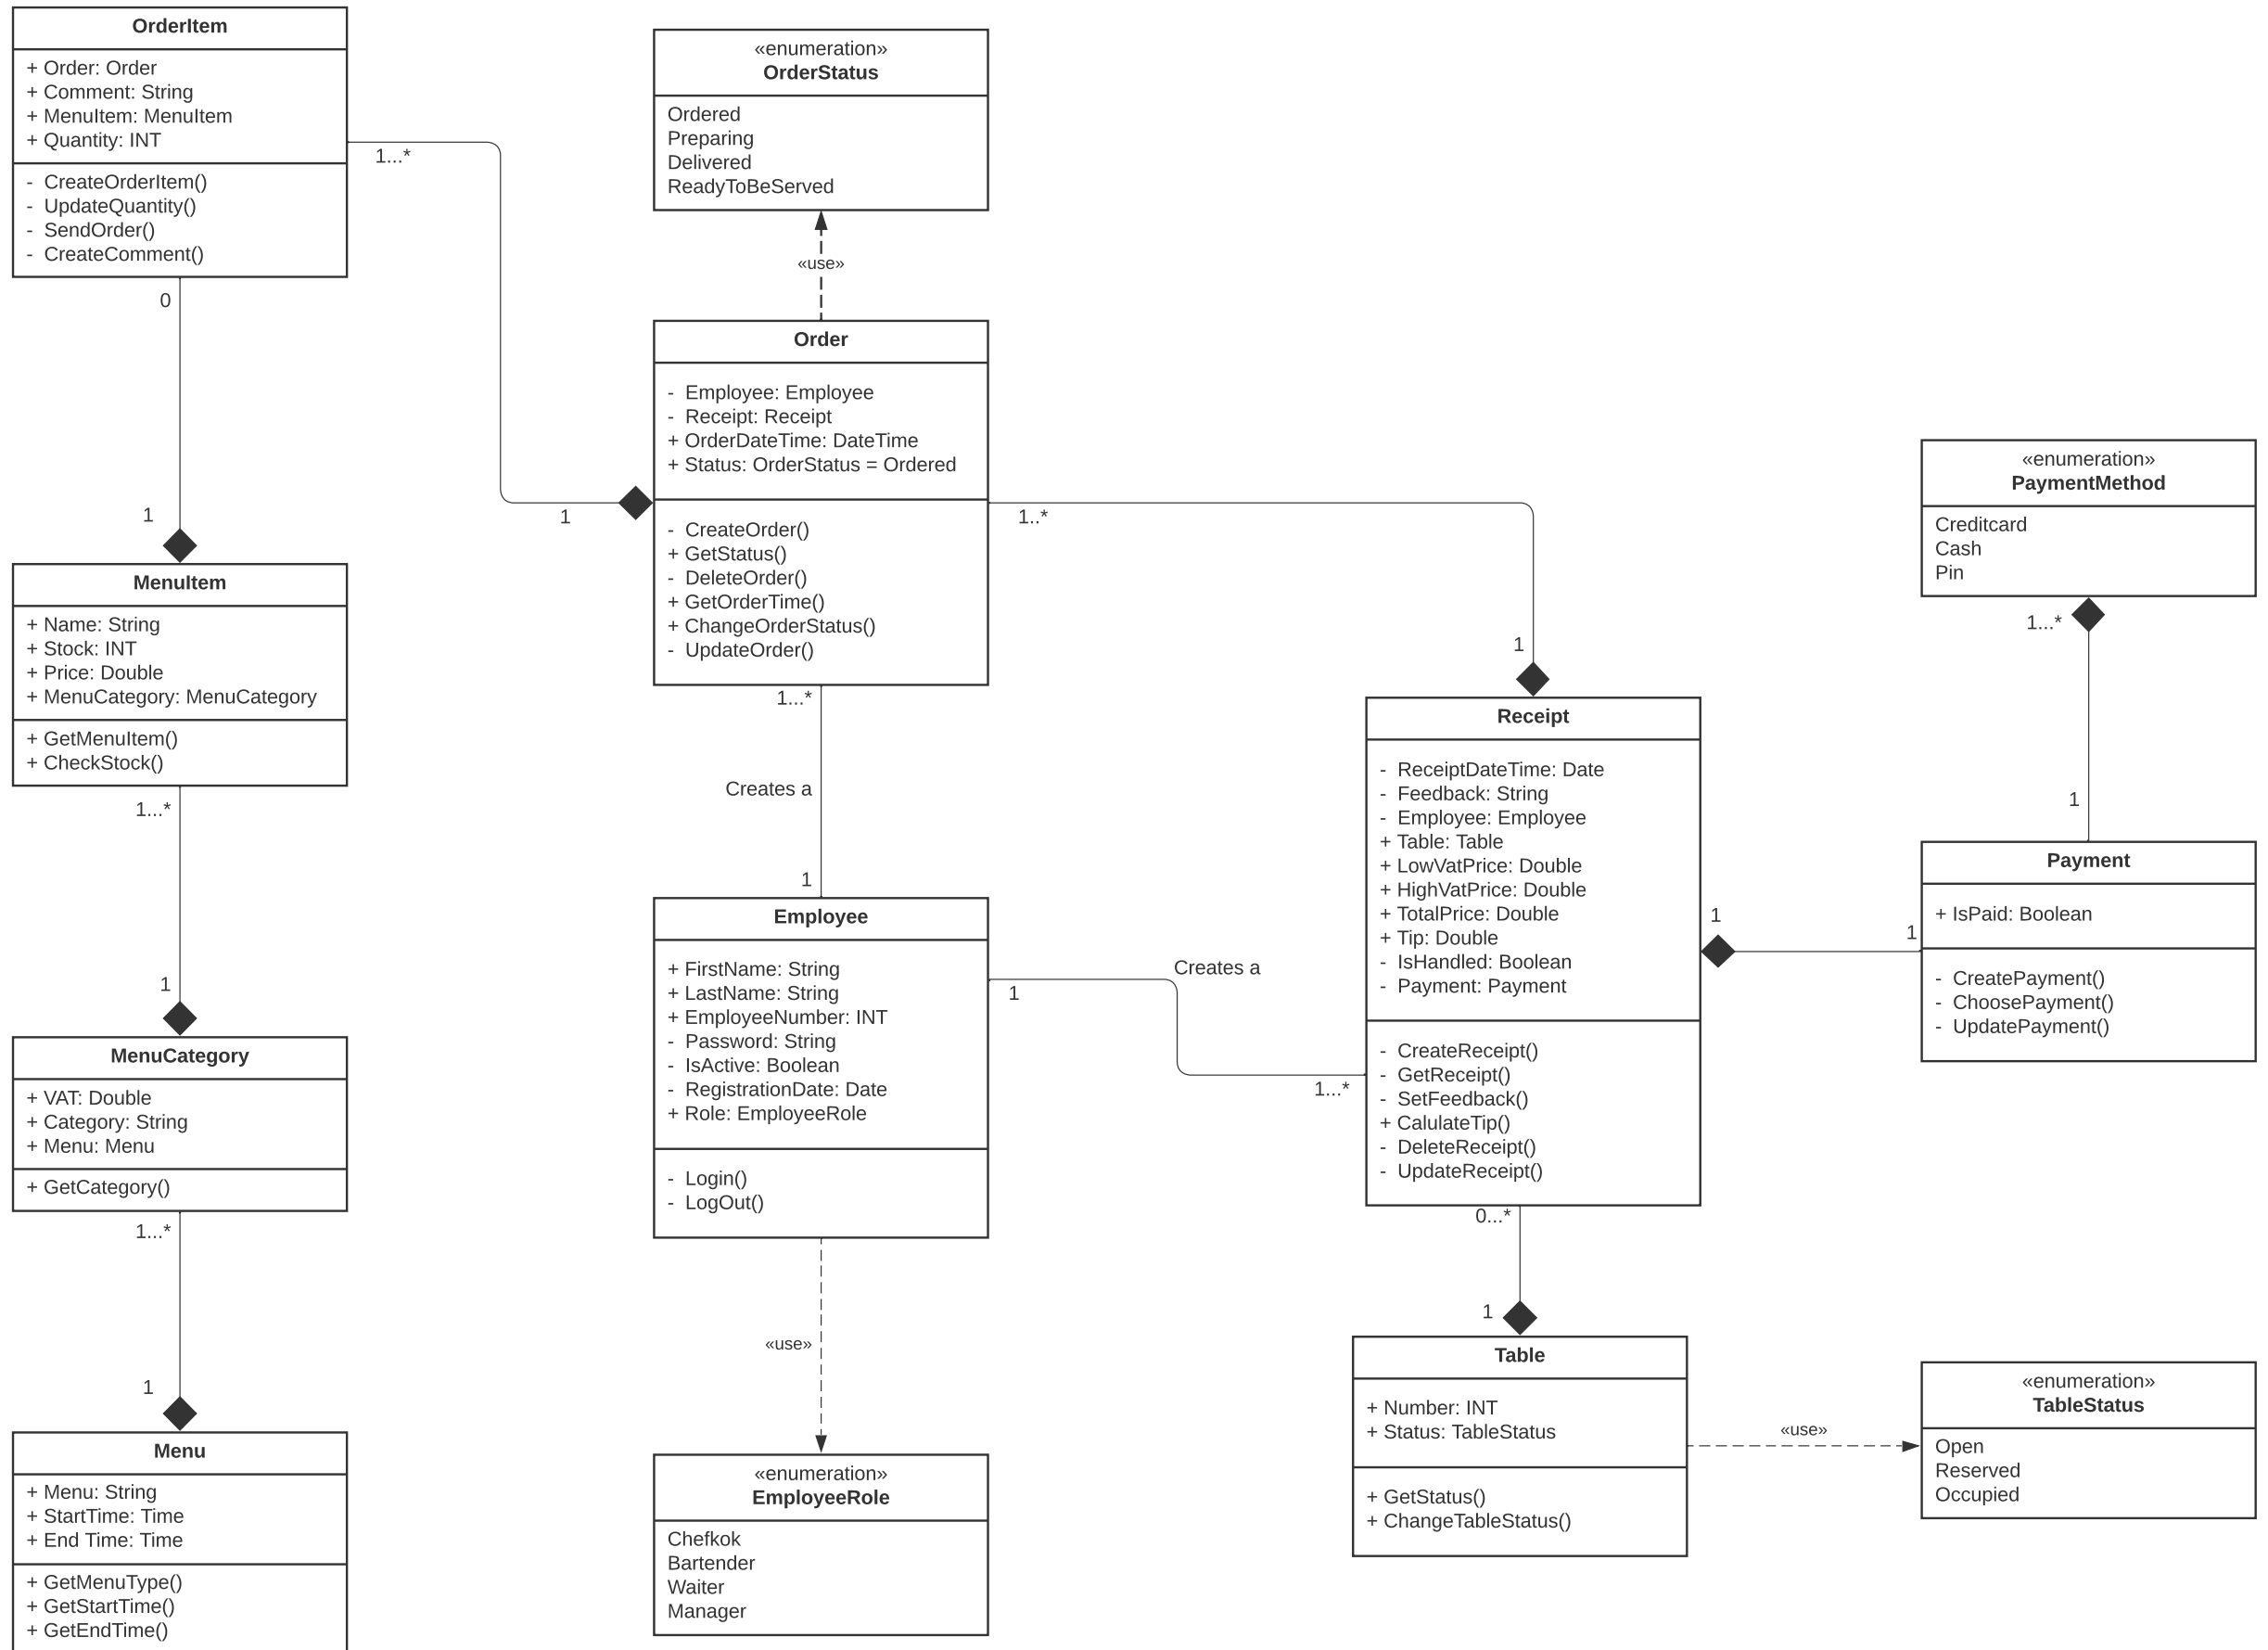 OrderItem
+ Order: Order
+ Comment: String
+ MenuItem: MenuItem
+ Quantity: INT
- CreateOrderItem()
- UpdateQuantity()
- SendOrder()
- CreateComment()
1...*
1
0
1
«enumeration»
OrderStatus
Ordered
Preparing
Delivered
ReadyToBeServed
«use»
Order
- Employee: Employee
- Receipt: Receipt
+ OrderDateTime: DateTime
+ Status: OrderStatus = Ordered
- CreateOrder()
+ GetStatus()
- DeleteOrder()
+ GetOrderTime()
+ ChangeOrderStatus()
- UpdateOrder()
1..*
1
1...*
Creates a
1
MenuItem
+ Name: String
+ Stock: INT
+ Price: Double
+ MenuCategory: MenuCategory
+ GetMenuItem()
+ CheckStock()
1...*
1
MenuCategory
+ VAT: Double
+ Category: String
+ Menu: Menu
+ GetCategory()
1...*
1
Menu
+ Menu: String
+ StartTime: Time
+ End Time: Time
+ GetMenuType()
+ GetStartTime()
+ GetEndTime()
Employee
+ FirstName: String
+ LastName: String
+ EmployeeNumber: INT
- Password: String
- IsActive: Boolean
- RegistrationDate: Date
+ Role: EmployeeRole
- Login()
- LogOut()
1
Creates a
1...*
«use»
«enumeration»
EmployeeRole
Chefkok
Bartender
Waiter
Manager
Receipt
- ReceiptDateTime: Date
- Feedback: String
- Employee: Employee
+ Table: Table
+ LowVatPrice: Double
+ HighVatPrice: Double
+ TotalPrice: Double
+ Tip: Double
- IsHandled: Boolean
- Payment: Payment
- CreateReceipt()
- GetReceipt()
- SetFeedback()
+ CalulateTip()
- DeleteReceipt()
- UpdateReceipt()
1
1
0...*
1
«enumeration»
PaymentMethod
Creditcard
Cash
Pin
1...*
1
Payment
+ IsPaid: Boolean
- CreatePayment()
- ChoosePayment()
- UpdatePayment()
Table
+ Number: INT
+ Status: TableStatus
+ GetStatus()
+ ChangeTableStatus()
«use»
«enumeration»
TableStatus
Open
Reserved
Occupied